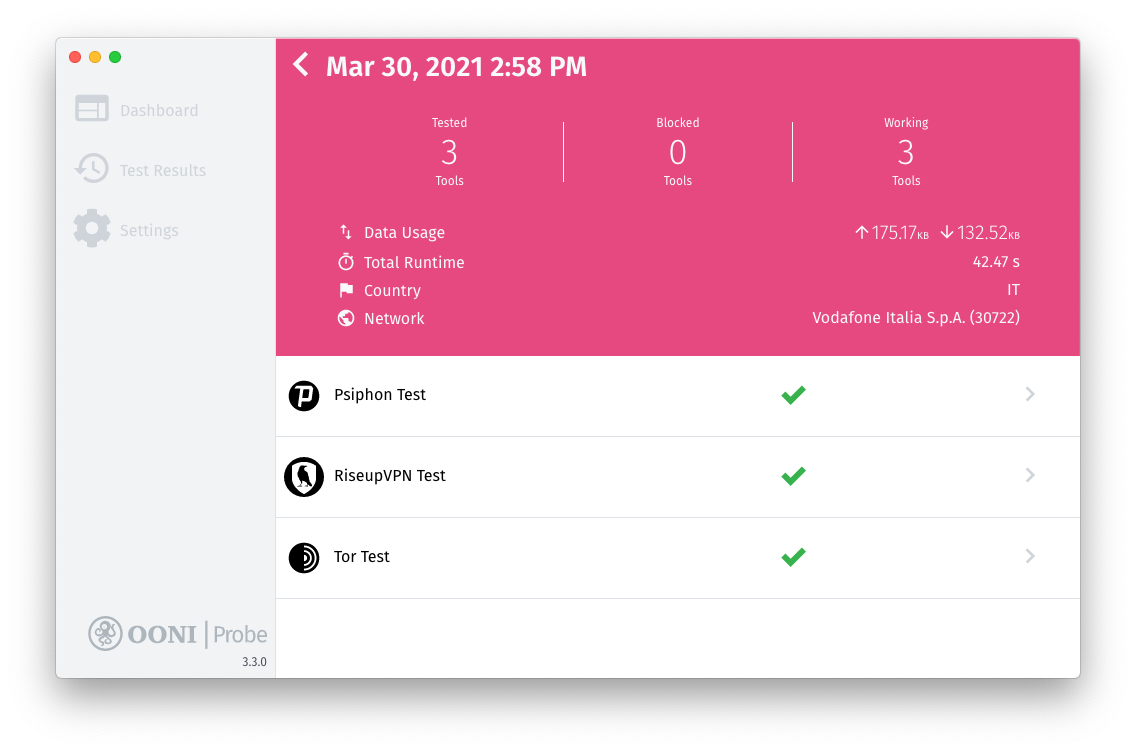 Mar 30, 2021 2:58 PM
Dashboard
Test Results
Settings
Tested
3
Tools
Blocked
0
Tools
Working
3
Tools
Data Usage 175.17KB 132.52KB
Total Runtime 42.47 s
Country IT
Network Vodafone Italia S.p.A. (30722)
Psiphon Test
RiseupVPN Test
Tor Test
OONI | Probe
3.3.0